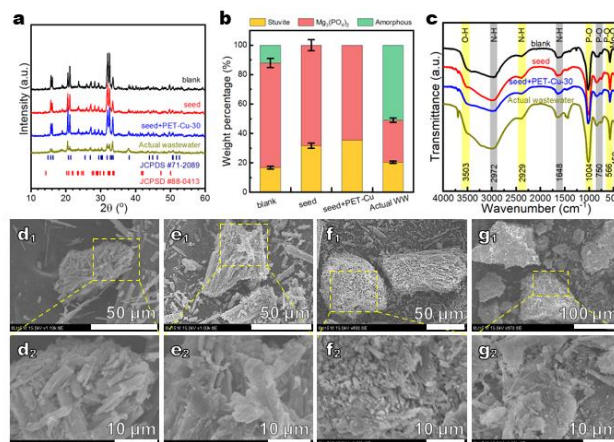 a
Intensity (a.u.)
blank
seed
seed+PET-Cu-30
Actual wastewater
JCPDS #71-2089
JCPSD #88-0413
10 20 30 40 50 60
2θ (°)
b
Stuvite Mg₃(PO₄)₂ Amorphous
Weight percentage (%)
100
80
60
40
20
0
blank seed seed+PET-Cu Actual WW
c
O-H N-H N-H N-H P-O P-O
Transmittance (a.u.)
blank
seed
seed+PET-Cu-30
Actual wastewater
3503 2972 2329 1648 1004 750 566
4000 3500 3000 2500 2000 1500 1000 500
Wavenumber (cm⁻¹)
d₁ e₁ f₁ g₁
50 μm 50 μm 50 μm 100 μm
d₂ e₂ f₂ g₂
10 μm 10 μm 10 μm 10 μm